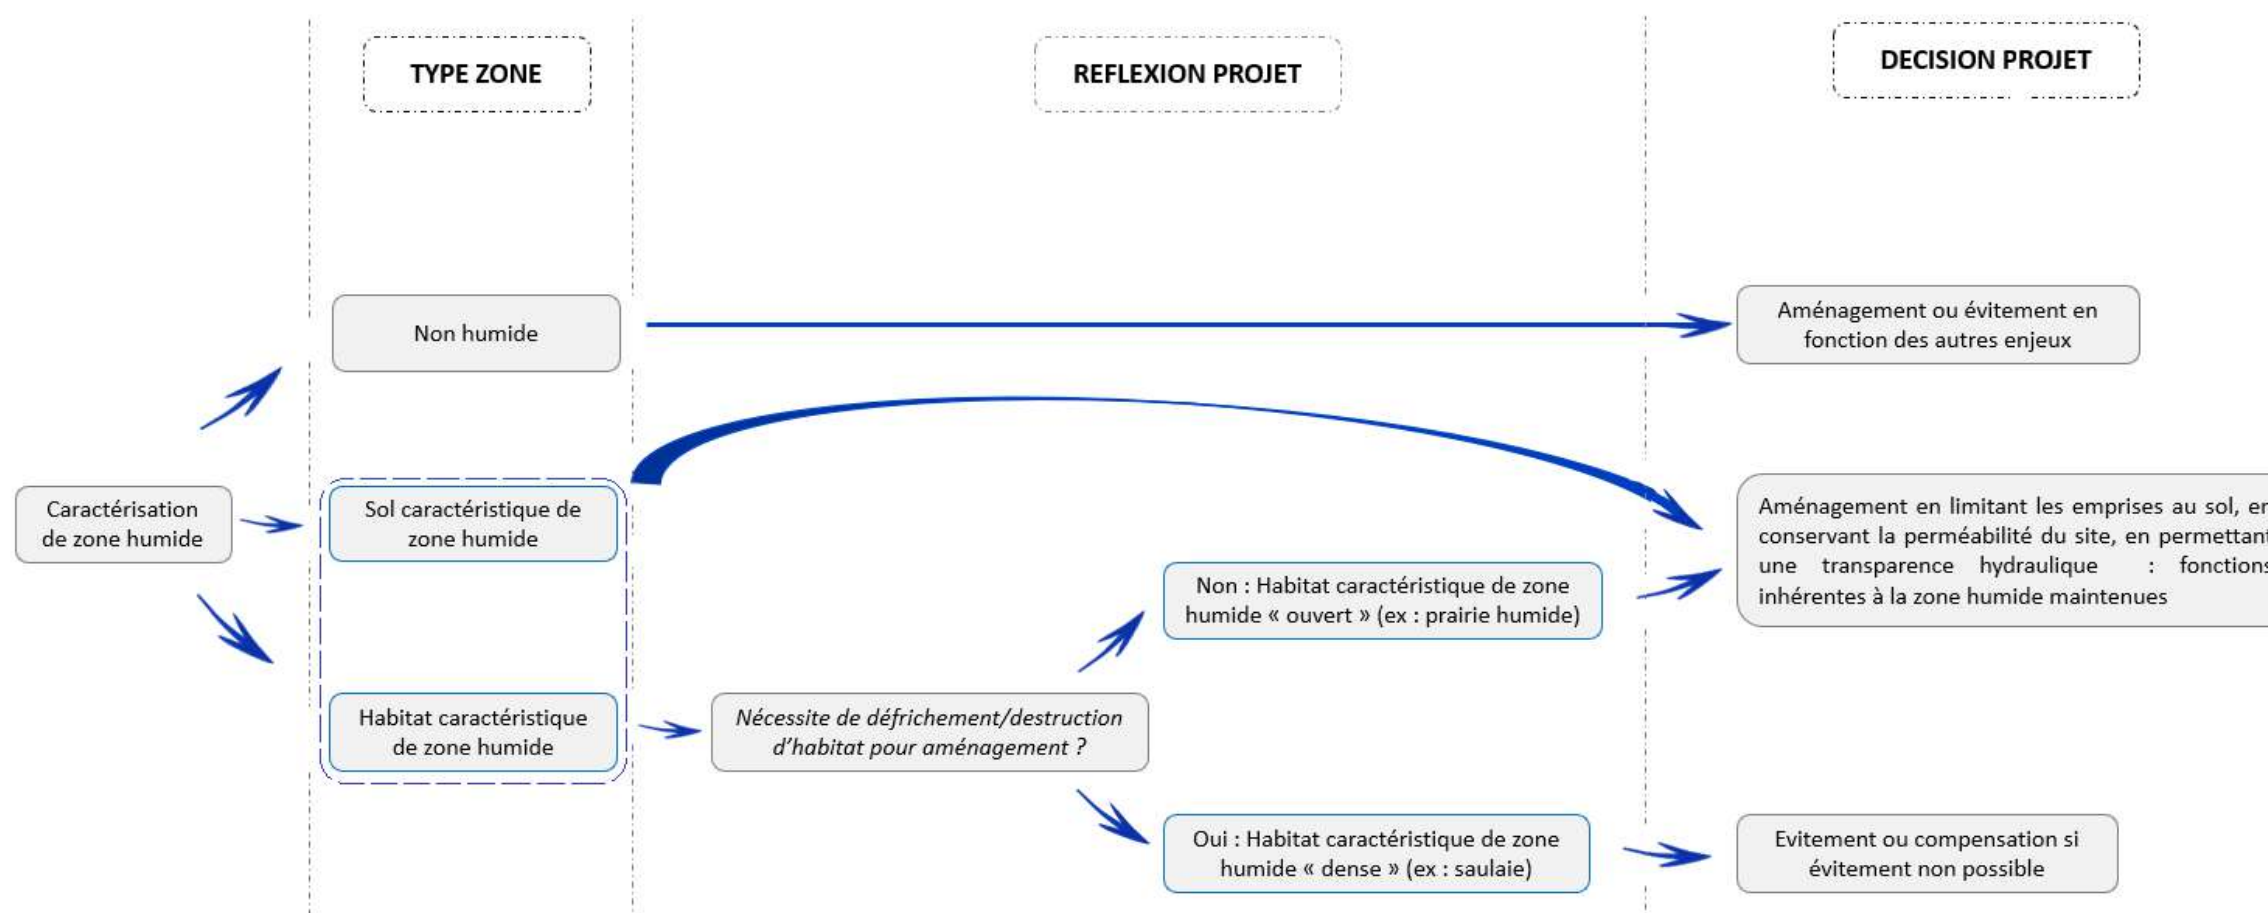 TYPE ZONE
REFLEXION PROJET
DECISION PROJET
Non humide
Aménagement ou évitement en
fonction des autres enjeux
Caractérisation
de zone humide
Sol caractéristique de
zone humide
Aménagement en limitant les emprises au sol, en
conservant la perméabilité du site, en permettant
une transparence hydraulique : fonctions
inhérentes à la zone humide maintenues
Non : Habitat caractéristique de zone
humide « ouvert » (ex : prairie humide)
Habitat caractéristique
de zone humide
Nécessite de défrichement/destruction
d’habitat pour aménagement ?
Oui : Habitat caractéristique de zone
humide « dense » (ex : saulaie)
Evitement ou compensation si
évitement non possible